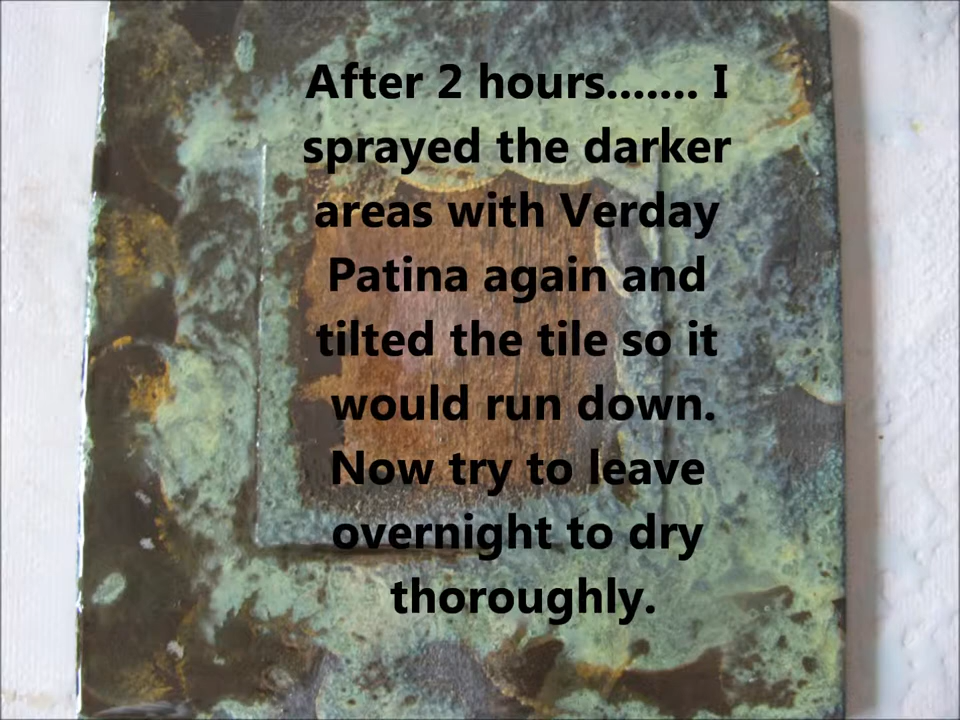 After 2 hours....... I
sprayed the darker
areas with Verday
Patina again and
tilted the tile so it
would run down.
Now try to leave
overnight to dry
thoroughly.